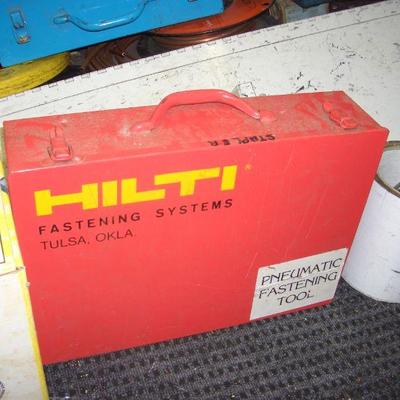 STAPLER
HILTI®
FASTENING SYSTEMS
TULSA, OKLA.
PNEUMATIC
FASTENING
TOOL